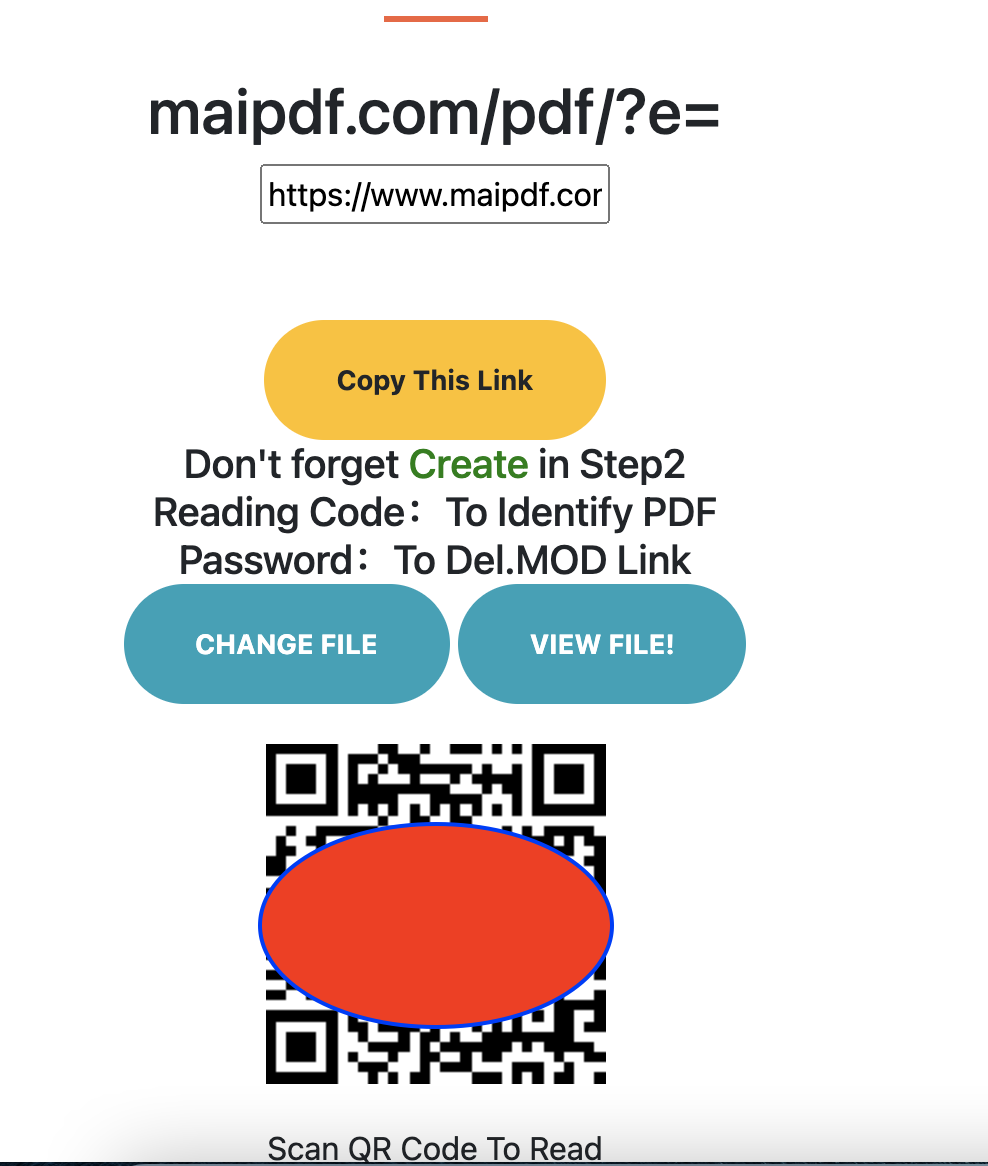 maipdf.com/pdf/?e=
https://www.maipdf.cor
Copy This Link
Don't forget Create in Step2
Reading Code：To Identify PDF
Password：To Del.MOD Link
CHANGE FILE VIEW FILE!
Scan QR Code To Read